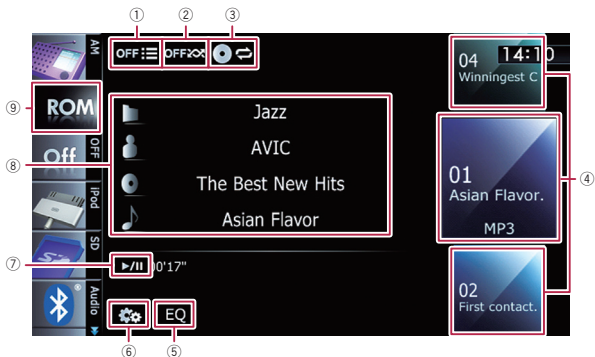 ① ② ③
AM
OFF OFF
04 14:10
Winningest C
⑨ ROM
Jazz
OFF
Off
AVIC
⑧
The Best New Hits
01
④
Asian Flavor.
iPod
Asian Flavor
MP3
SD
⑦ ►/II 00'17"
Audio
02
First contact.
EQ
⑥ ⑤